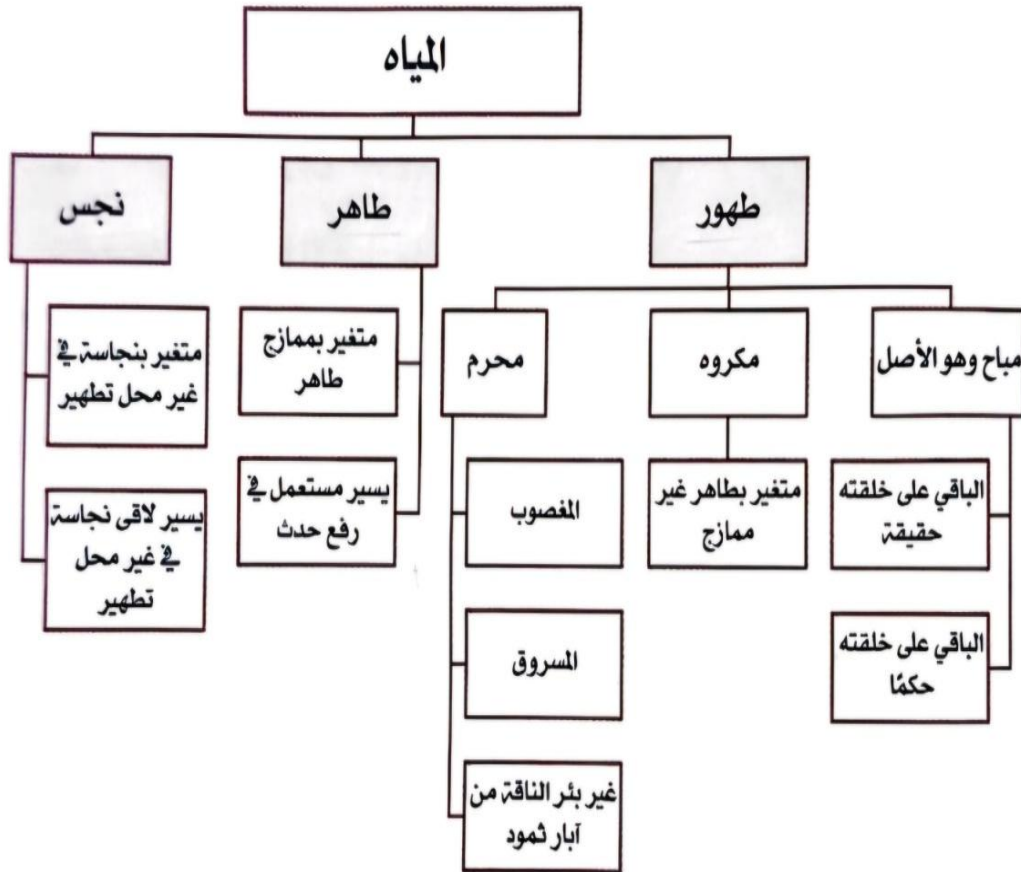 المياه
طهور
طاهر
نجس
مباح وهو الأصل
مكروه
محرم
متغير بممازج
طاهر
متغير بنجاسة في
غير محل تطهير
الباقي على خلقته
حقيقة
متغير بطاهر غير
ممازج
المغصوب
يسير مستعمل في
رفع حدث
يسير لاقى نجاسة
في غير محل
تطهير
الباقي على خلقته
حكمًا
المسروق
غير بئر الناقة من
آبار ثمود